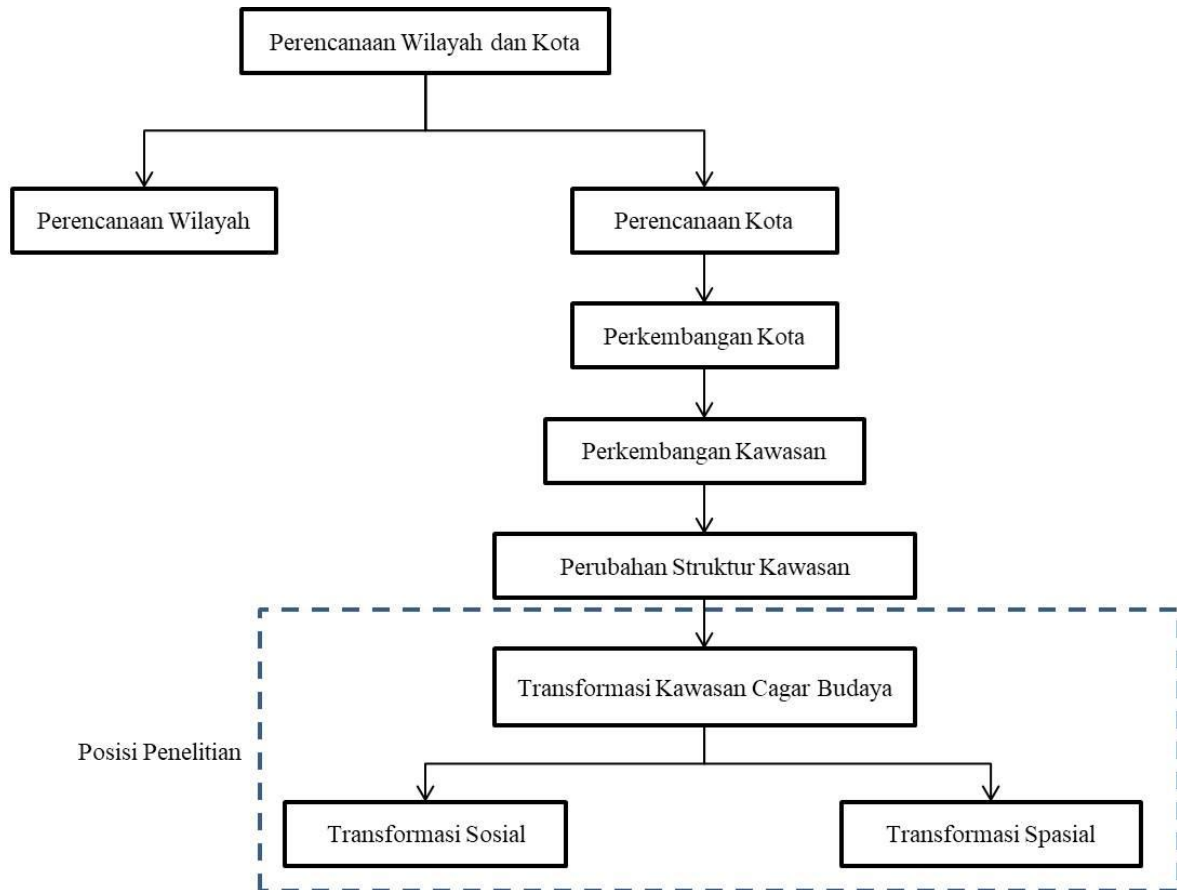 Perencanaan Wilayah dan Kota
Perencanaan Wilayah
Perencanaan Kota
Perkembangan Kota
Perkembangan Kawasan
Perubahan Struktur Kawasan
Transformasi Kawasan Cagar Budaya
Posisi Penelitian
Transformasi Sosial
Transformasi Spasial